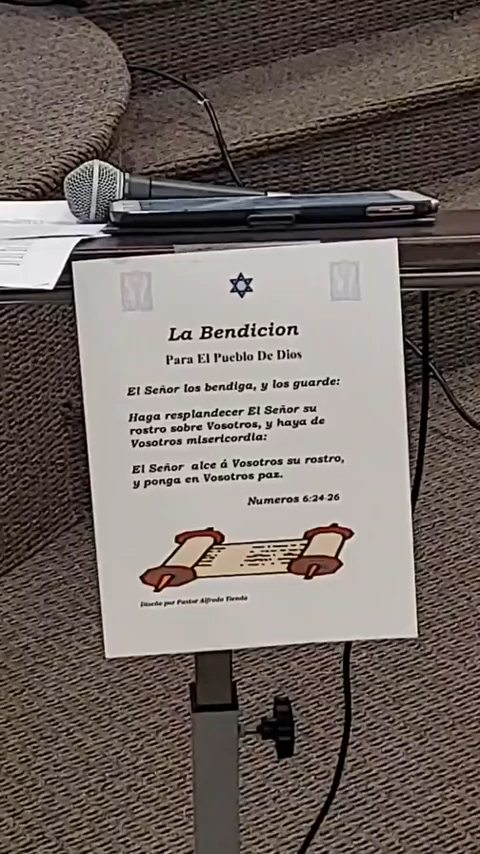 La Bendicion
Para El Pueblo De Dios
El Señor los bendiga, y los guarde:
Haga resplandecer El Señor su
rostro sobre Vosotros, y haya de
Vosotros misericordia:
El Señor alce á Vosotros su rostro,
y ponga en Vosotros paz.
Numeros 6:24-26
Diseño por Pastor Alfredo Tienda